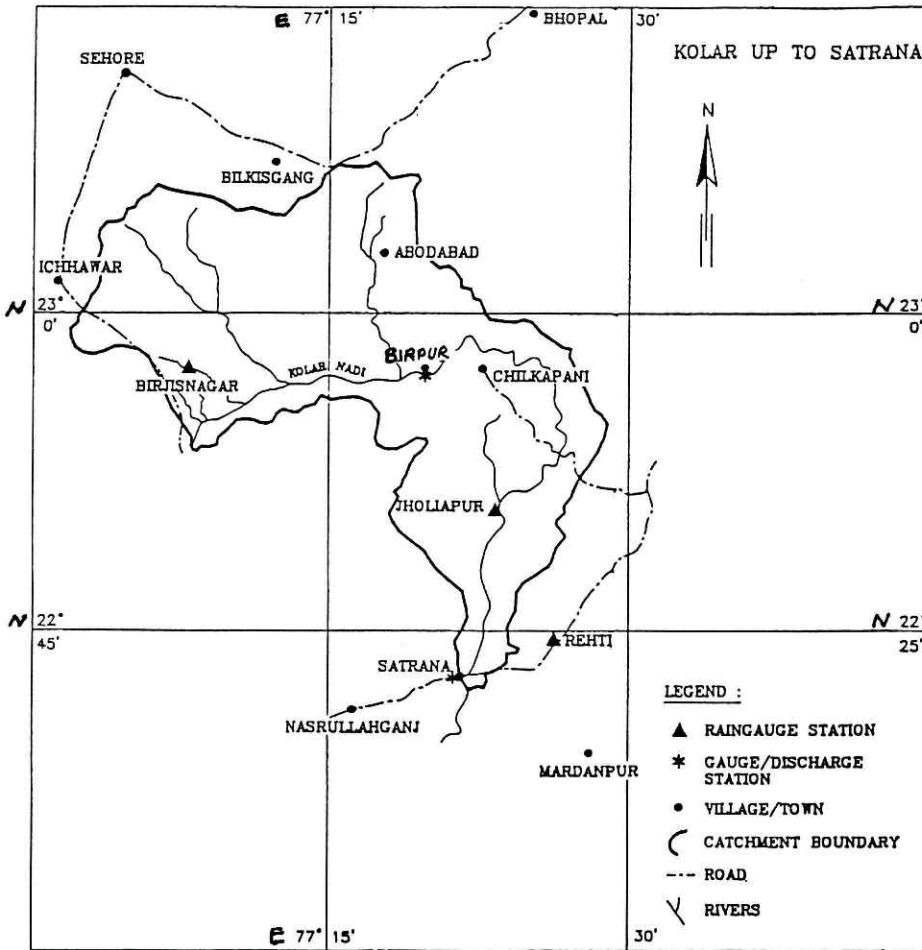 E 77° 15'
BHOPAL
30'
KOLAR UP TO SATRANA
SEHORE
N
BILKISGANG
ABODABAD
ICHHAWAR
N 23°
0'
N 23°
0'
BIRPUR
KOLAR NADI
BIRJISNAGAR
CHILKAPANI
JHOLIAPUR
N 22°
45'
22°
25'
REHTI
SATRANA
NASRULLAHGANJ
MARDANPUR
LEGEND :
RAINGAUGE STATION
GAUGE/DISCHARGE
STATION
VILLAGE/TOWN
CATCHMENT BOUNDARY
ROAD
RIVERS
E 77° 15'
30'